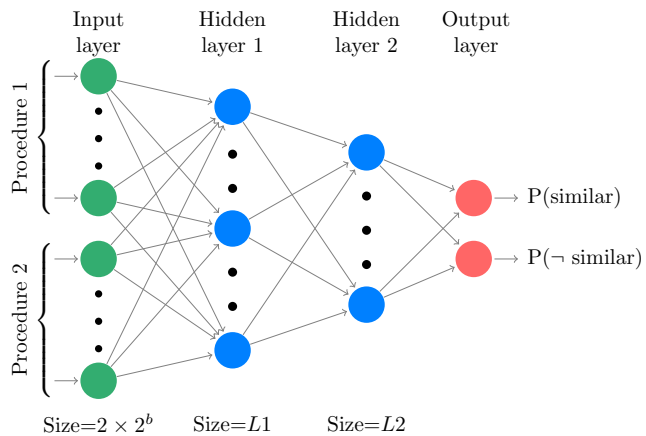 Input
layer
Hidden
layer 1
Hidden
layer 2
Output
layer
Procedure 1
Procedure 2
P(similar)
P(¬ similar)
Size=2 × 2^b
Size=L1
Size=L2